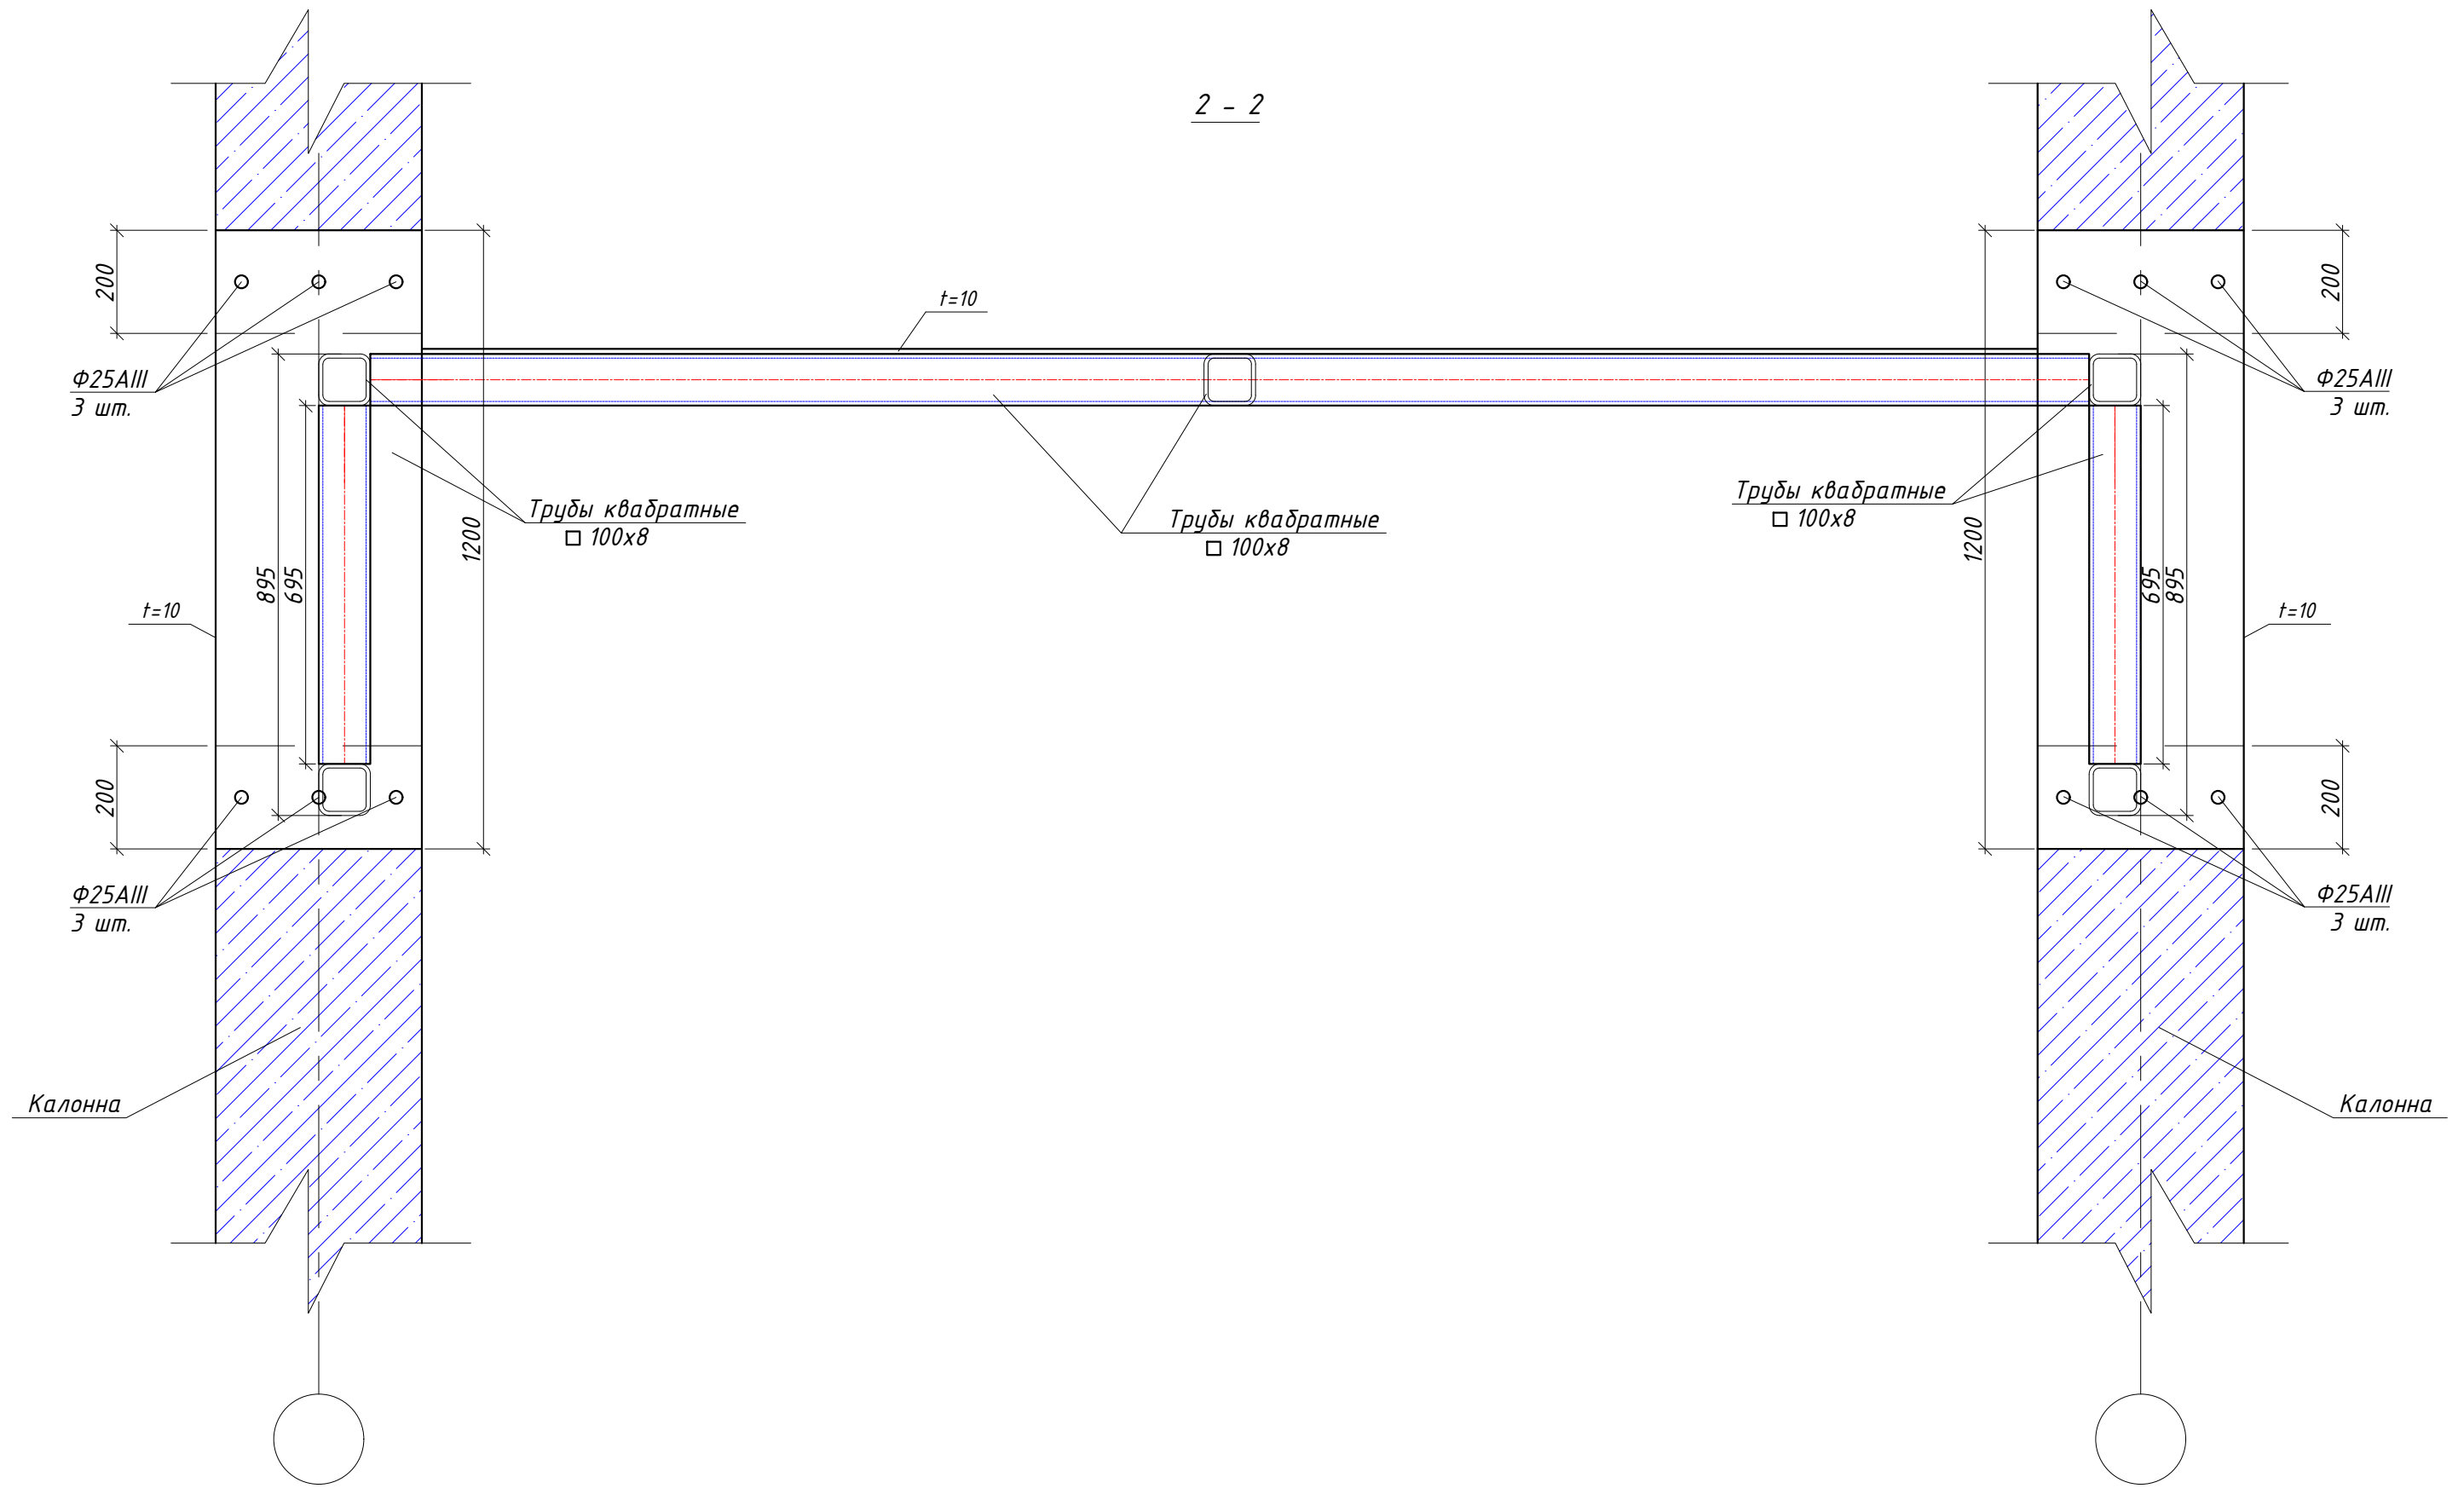 2 - 2
200
200
t=10
Ф25АIII
3 шт.
Ф25АIII
3 шт.
Трубы квабратные
□ 100х8
Трубы квабратные
□ 100х8
Трубы квабратные
□ 100х8
1200
1200
895
695
695
895
t=10
t=10
200
200
Ф25АIII
3 шт.
Ф25АIII
3 шт.
Калонна
Калонна